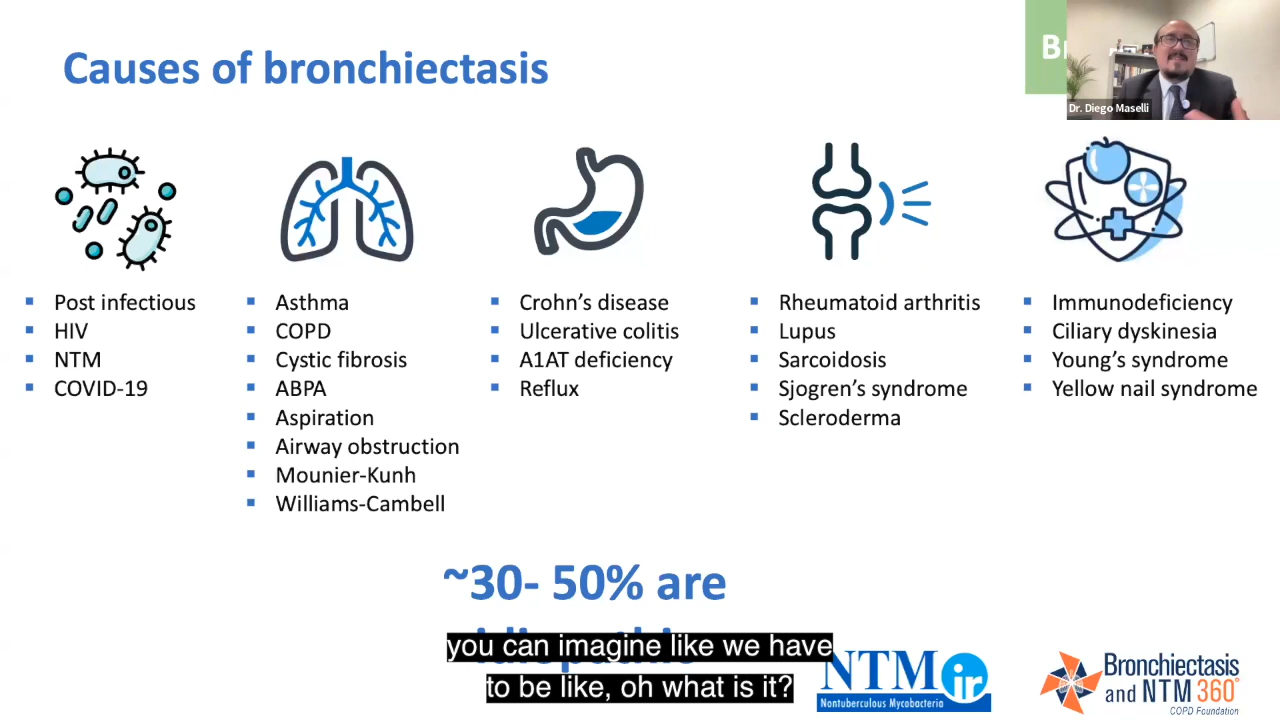 Causes of bronchiectasis
Dr. Diego Maselli
Post infectious
HIV
NTM
COVID-19
Asthma
COPD
Cystic fibrosis
ABPA
Aspiration
Airway obstruction
Mounier-Kunh
Williams-Cambell
Crohn's disease
Ulcerative colitis
A1AT deficiency
Reflux
Rheumatoid arthritis
Lupus
Sarcoidosis
Sjogren's syndrome
Scleroderma
Immunodeficiency
Ciliary dyskinesia
Young's syndrome
Yellow nail syndrome
~30- 50% are
you can imagine like we have
to be like, oh what is it?
NTMir
Nontuberculous Mycobacteria
Bronchiectasis
and NTM 360°
COPD Foundation